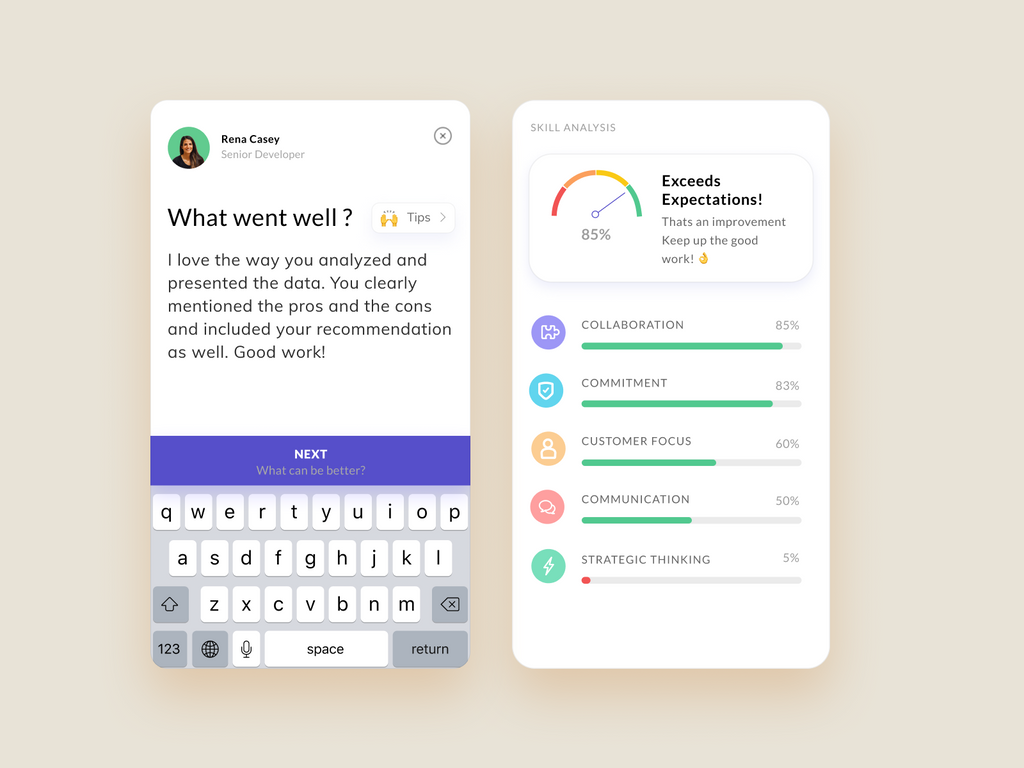 Rena Casey
Senior Developer
What went well ?
🙌 Tips
I love the way you analyzed and
presented the data. You clearly
mentioned the pros and the cons
and included your recommendation
as well. Good work!
NEXT
What can be better?
q w e r t y u i o p
a s d f g h j k l
z x c v b n m
123 space return
SKILL ANALYSIS
85%
Exceeds
Expectations!
Thats an improvement
Keep up the good
work! 👌
COLLABORATION 85%
COMMITMENT 83%
CUSTOMER FOCUS 60%
COMMUNICATION 50%
STRATEGIC THINKING 5%